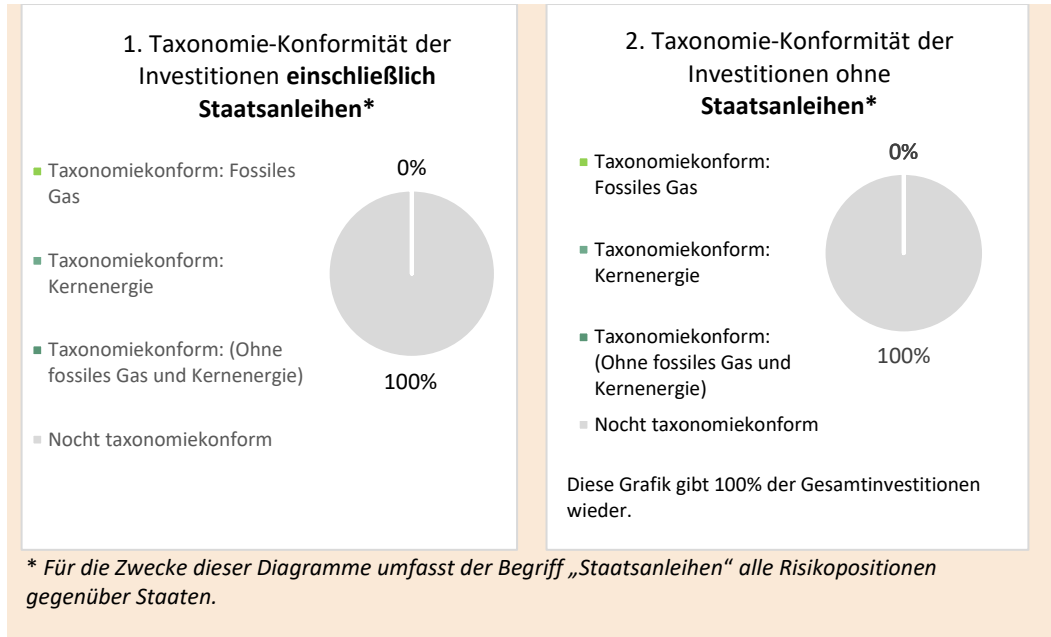 1. Taxonomie-Konformität der
Investitionen einschließlich
Staatsanleihen*
Taxonomiekonform: Fossiles
Gas
Taxonomiekonform:
Kernenergie
Taxonomiekonform: (Ohne
fossiles Gas und Kernenergie)
Nocht taxonomiekonform
0%
100%
2. Taxonomie-Konformität der
Investitionen ohne
Staatsanleihen*
Taxonomiekonform:
Fossiles Gas
Taxonomiekonform:
Kernenergie
Taxonomiekonform:
(Ohne fossiles Gas und
Kernenergie)
Nocht taxonomiekonform
0%
100%
Diese Grafik gibt 100% der Gesamtinvestitionen
wieder.
* Für die Zwecke dieser Diagramme umfasst der Begriff „Staatsanleihen“ alle Risikopositionen
gegenüber Staaten.